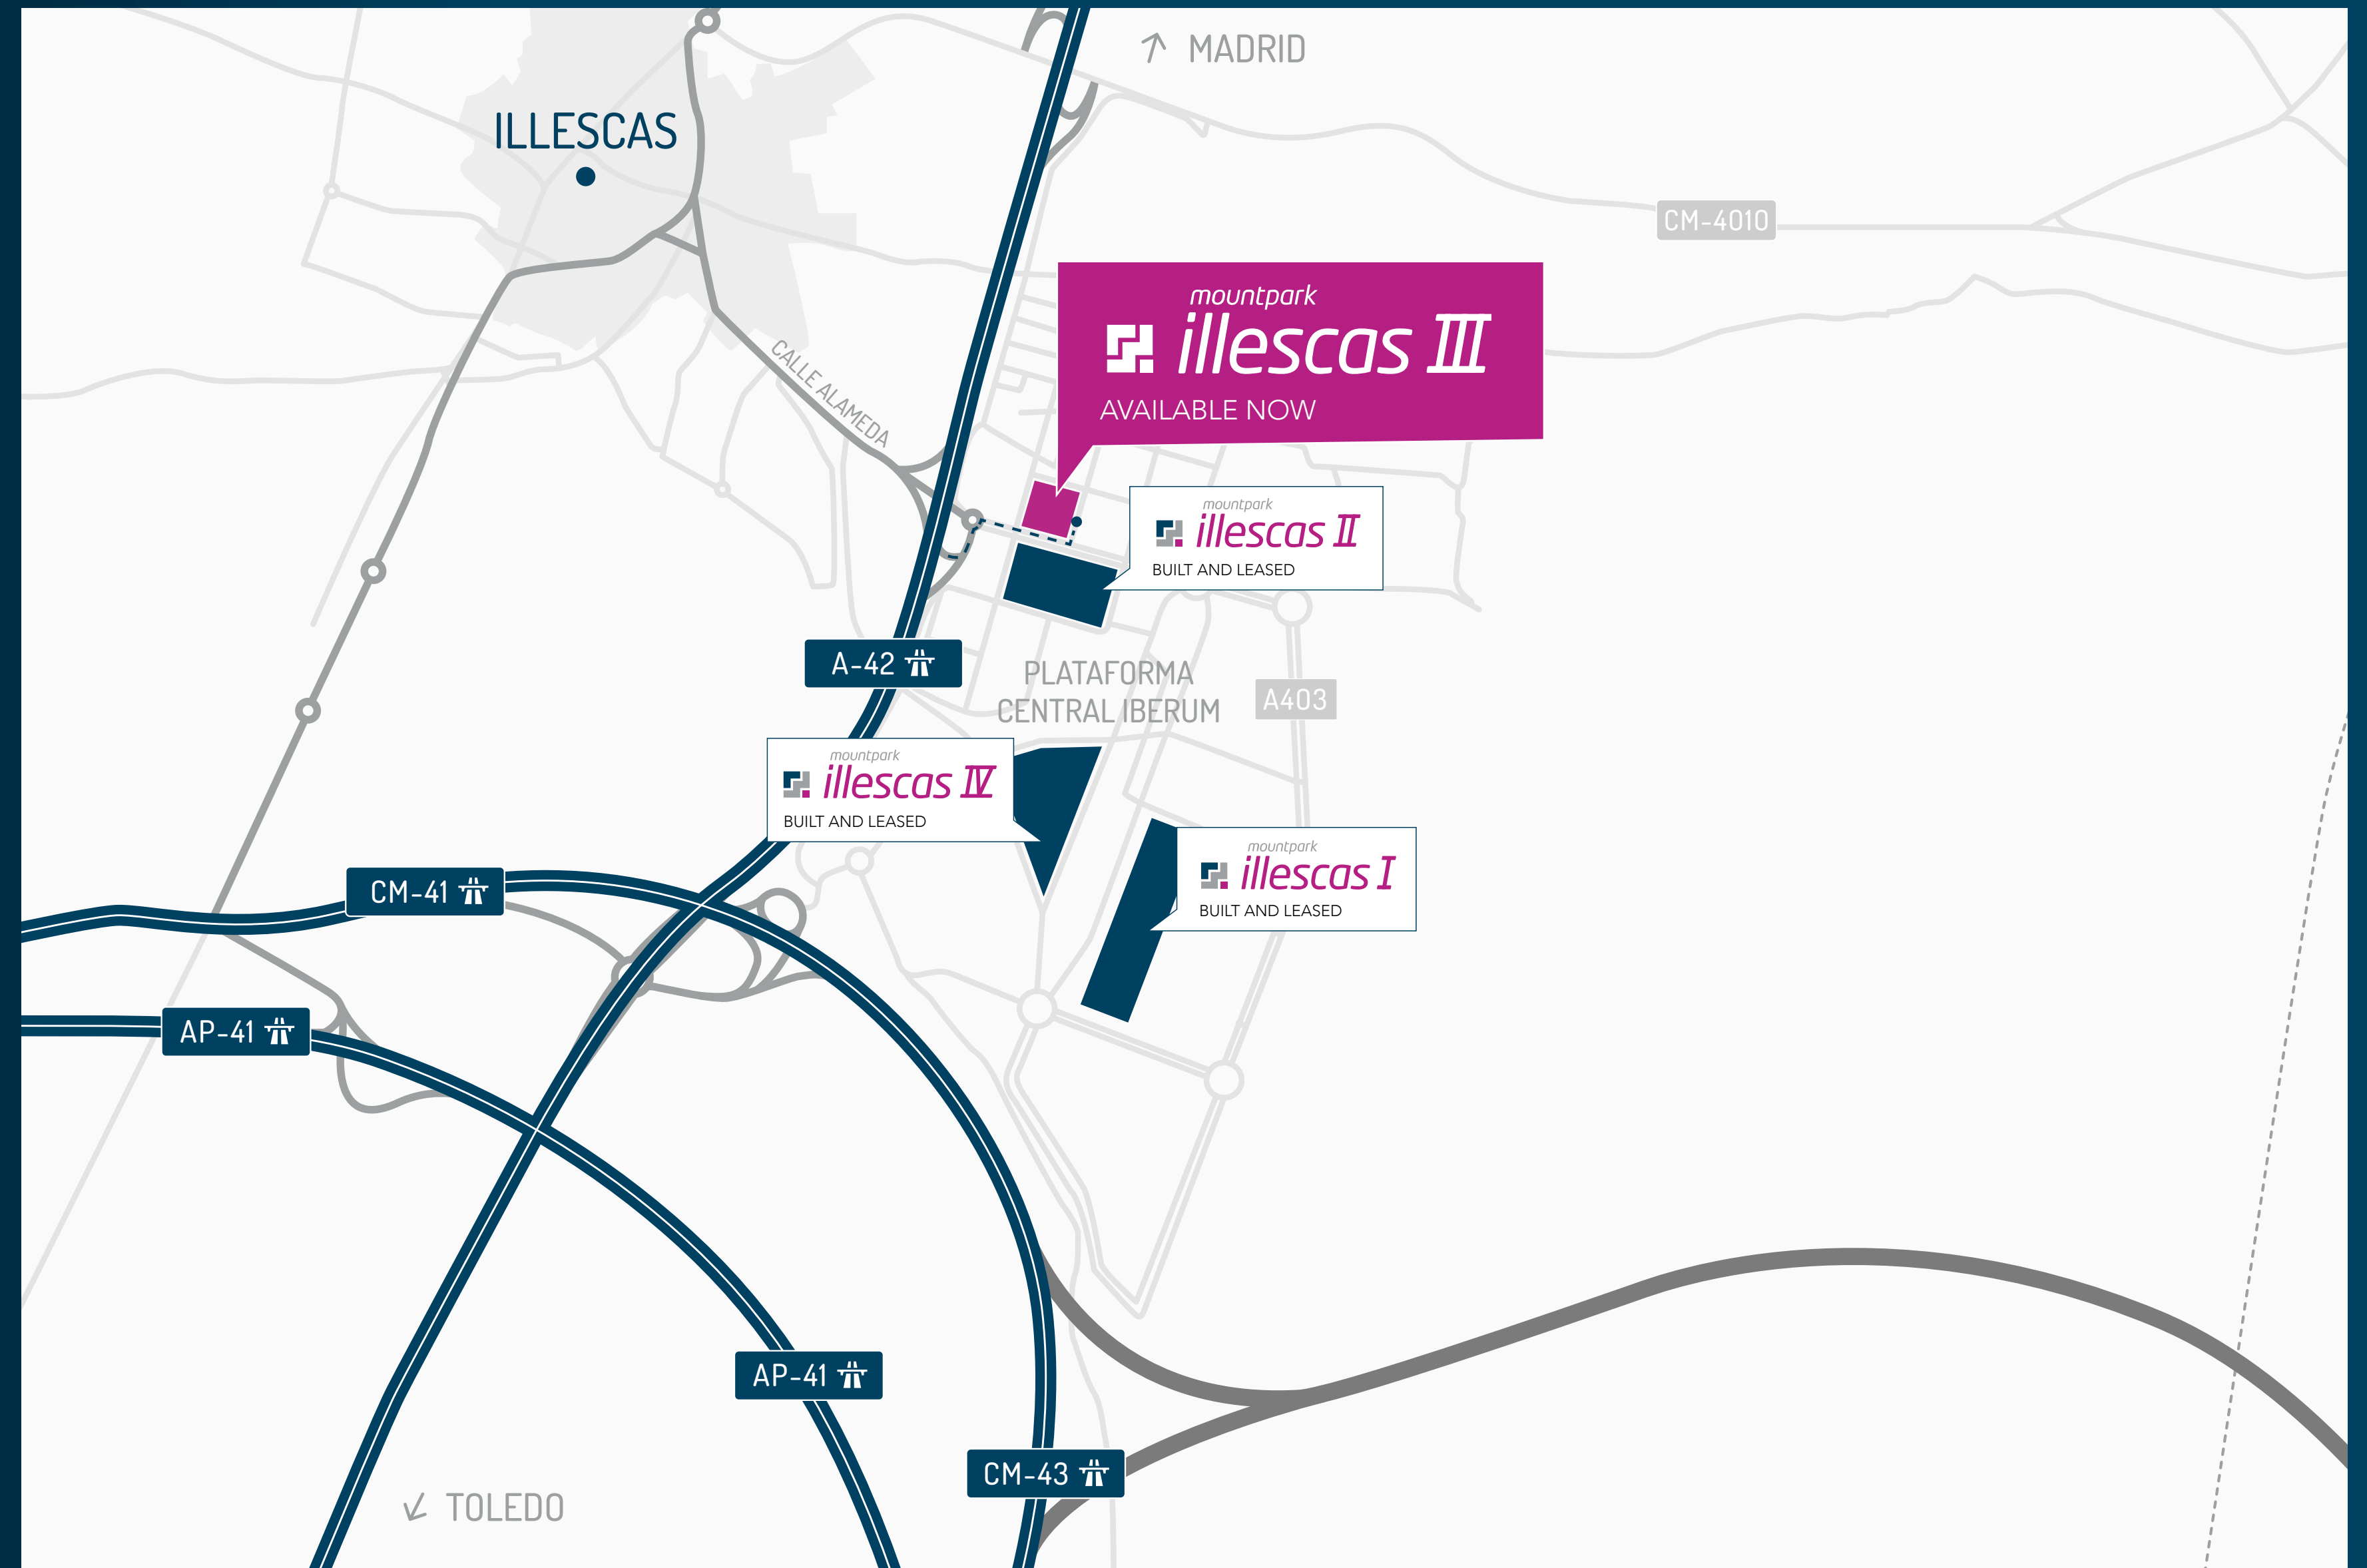 MADRID
ILLESCAS
CM-4010
mountpark
illescas III
AVAILABLE NOW
CALLE ALAMEDA
mountpark
illescas II
BUILT AND LEASED
A-42
PLATAFORMA
CENTRAL IBERUM
A403
mountpark
illescas IV
BUILT AND LEASED
mountpark
illescas I
BUILT AND LEASED
CM-41
AP-41
AP-41
CM-43
TOLEDO